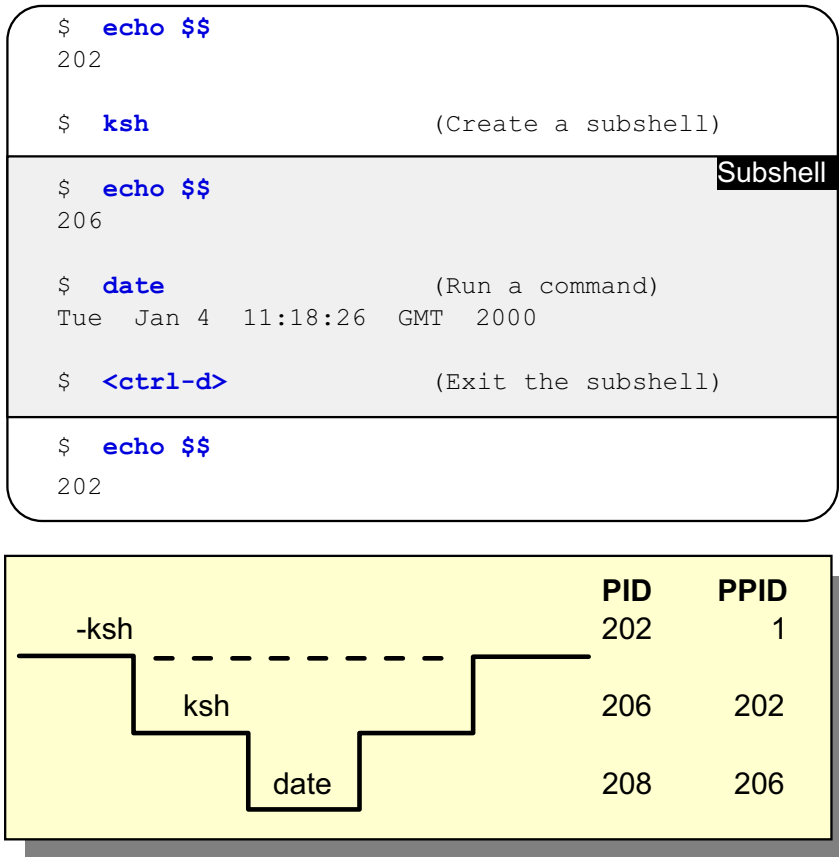 $ echo $$
202
$ ksh (Create a subshell)
Subshell
$ echo $$
206
$ date (Run a command)
Tue Jan 4 11:18:26 GMT 2000
$ <ctrl-d> (Exit the subshell)
$ echo $$
202
PID PPID
-ksh 202 1
ksh 206 202
date 208 206